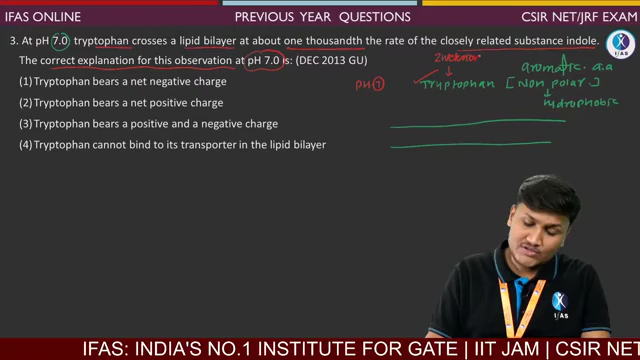 IFAS ONLINE
PREVIOUS YEAR QUESTIONS
CSIR NET/JRF EXAM
3. At pH 7.0 tryptophan crosses a lipid bilayer at about one thousandth the rate of the closely related substance indole.
The correct explanation for this observation at pH 7.0 is: (DEC 2013 GU)
(1) Tryptophan bears a net negative charge
(2) Tryptophan bears a net positive charge
(3) Tryptophan bears a positive and a negative charge
(4) Tryptophan cannot bind to its transporter in the lipid bilayer
aromatic. a.a
PH 7
Tryptophan [Non polar]
hydrophobic
IFAS
IFAS
IFAS: INDIA'S NO.1 INSTITUTE FOR GATE | IIT JAM | CSIR NET